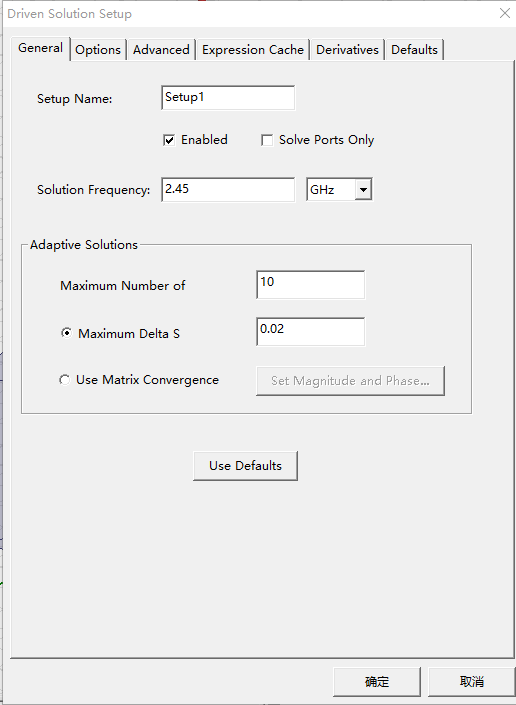 Driven Solution Setup
General Options Advanced Expression Cache Derivatives Defaults
Setup Name: Setup1
Enabled Solve Ports Only
Solution Frequency: 2.45 GHz
Adaptive Solutions
Maximum Number of 10
Maximum Delta S 0.02
Use Matrix Convergence Set Magnitude and Phase...
Use Defaults
确定 取消